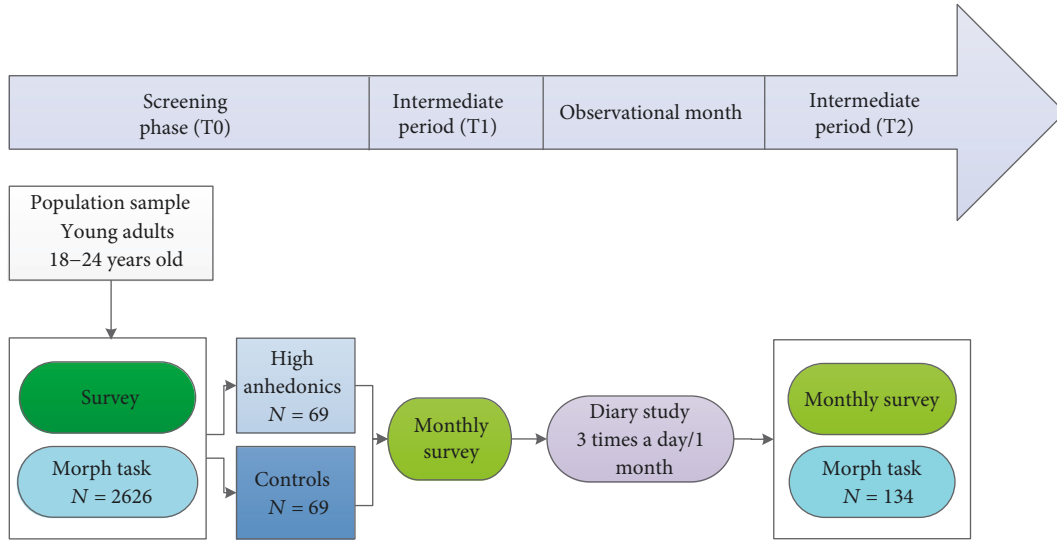 Screening
phase (T0)
Intermediate
period (T1)
Observational month
Intermediate
period (T2)
Population sample
Young adults
18−24 years old
Survey
Morph task
N = 2626
High
anhedonics
N = 69
Controls
N = 69
Monthly
survey
Diary study
3 times a day/1
month
Monthly survey
Morph task
N = 134